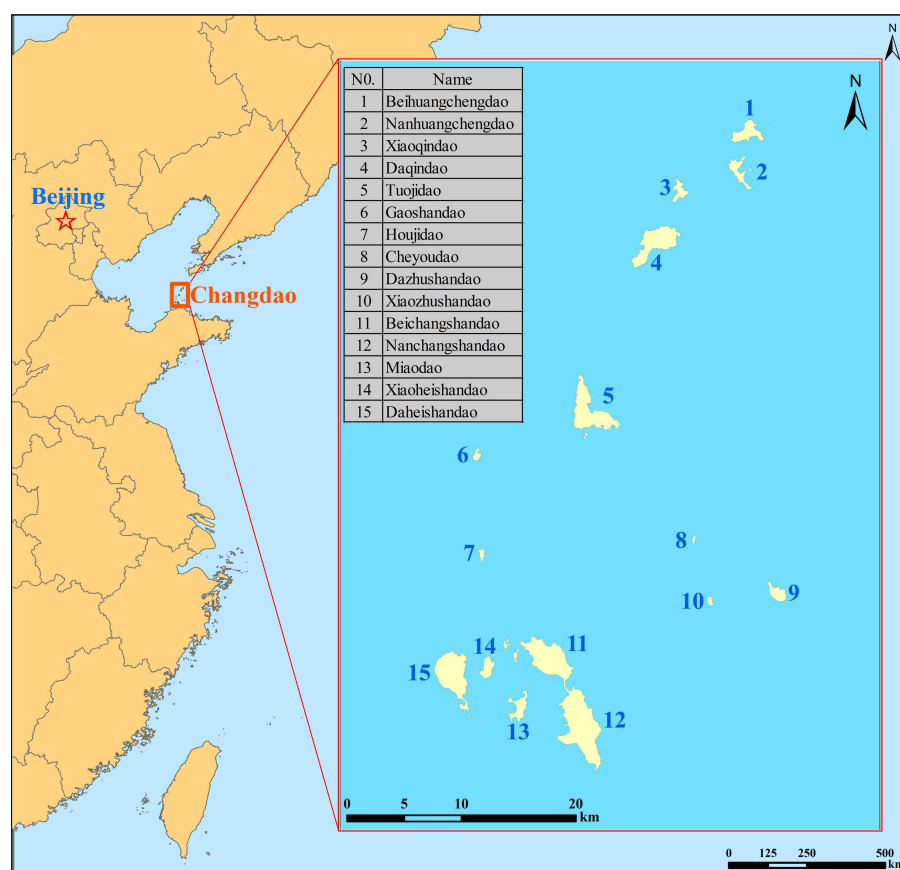 N0. Name
1 Beihuangchengdao
2 Nanhuangchengdao
3 Xiaoqindao
4 Daqindao
5 Tuojidao
6 Gaoshandao
7 Houjidao
8 Cheyoudao
9 Dazhushandao
10 Xiaozhushandao
11 Beichangshandao
12 Nanchangshandao
13 Miaodao
14 Xiaoheishandao
15 Daheishandao
N
N
Beijing
Changdao
1
2
3
4
5
6
7
8
9
10
11
14
15
12
13
0 5 10 20
km
0 125 250 500
km